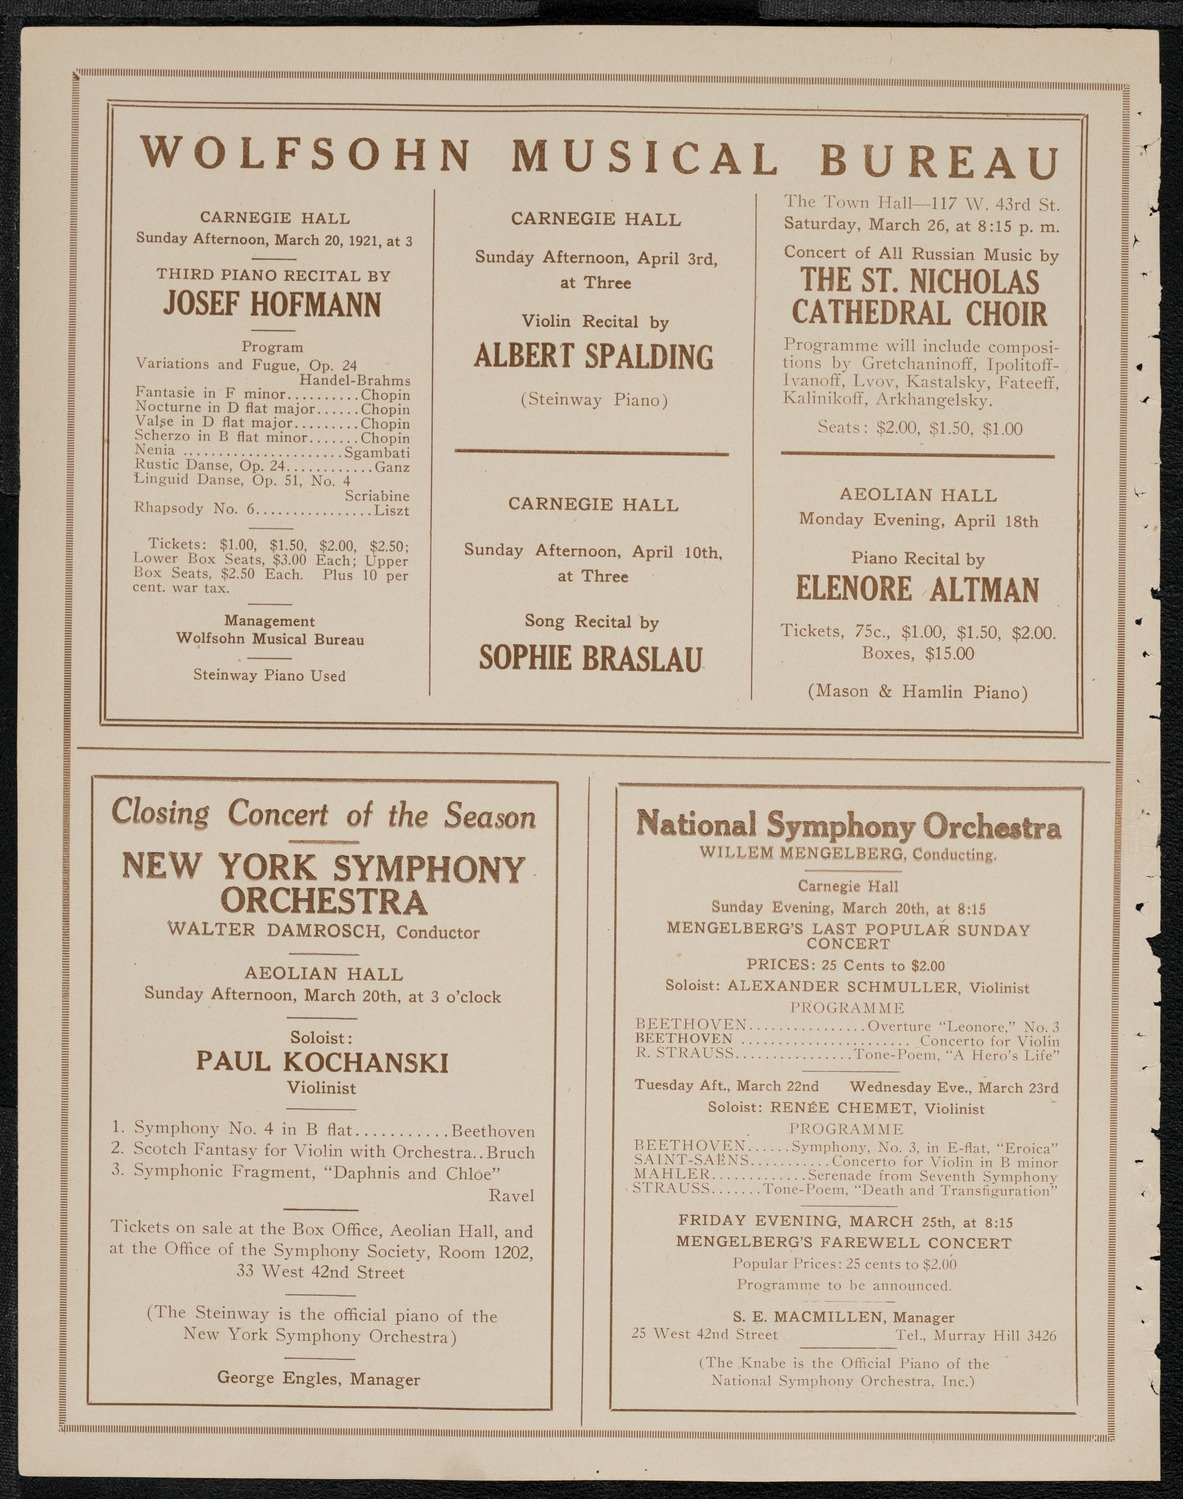 WOLFSOHN MUSICAL BUREAU
CARNEGIE HALL
Sunday Afternoon, March 20, 1921, at 3
THIRD PIANO RECITAL BY
JOSEF HOFMANN
Program
Variations and Fugue, Op. 24
Handel-Brahms
Fantasie in F minor..........Chopin
Nocturne in D flat major......Chopin
Valse in D flat major.........Chopin
Scherzo in B flat minor.......Chopin
Nenia ......................Sgambati
Rustic Danse, Op. 24............Ganz
Linguid Danse, Op. 51, No. 4
Scriabine
Rhapsody No. 6................Liszt
Tickets: $1.00, $1.50, $2.00, $2.50;
Lower Box Seats, $3.00 Each; Upper
Box Seats, $2.50 Each. Plus 10 per
cent. war tax.
Management
Wolfsohn Musical Bureau
Steinway Piano Used
CARNEGIE HALL
Sunday Afternoon, April 3rd,
at Three
Violin Recital by
ALBERT SPALDING
(Steinway Piano)
CARNEGIE HALL
Sunday Afternoon, April 10th,
at Three
Song Recital by
SOPHIE BRASLAU
The Town Hall—117 W. 43rd St.
Saturday, March 26, at 8:15 p. m.
Concert of All Russian Music by
THE ST. NICHOLAS
CATHEDRAL CHOIR
Programme will include composi-
tions by Gretchaninoff, Ipolitoff-
Ivanoff, Lvov, Kastalsky, Fateeff,
Kalinikoff, Arkhangelsky.
Seats: $2.00, $1.50, $1.00
AEOLIAN HALL
Monday Evening, April 18th
Piano Recital by
ELENORE ALTMAN
Tickets, 75c., $1.00, $1.50, $2.00.
Boxes, $15.00
(Mason & Hamlin Piano)
Closing Concert of the Season
NEW YORK SYMPHONY
ORCHESTRA
WALTER DAMROSCH, Conductor
AEOLIAN HALL
Sunday Afternoon, March 20th, at 3 o'clock
Soloist:
PAUL KOCHANSKI
Violinist
1. Symphony No. 4 in B flat...........Beethoven
2. Scotch Fantasy for Violin with Orchestra..Bruch
3. Symphonic Fragment, "Daphnis and Chloe"
Ravel
Tickets on sale at the Box Office, Aeolian Hall, and
at the Office of the Symphony Society, Room 1202,
33 West 42nd Street
(The Steinway is the official piano of the
New York Symphony Orchestra)
George Engles, Manager
National Symphony Orchestra
WILLEM MENGELBERG, Conducting.
Carnegie Hall
Sunday Evening, March 20th, at 8:15
MENGELBERG'S LAST POPULAR SUNDAY
CONCERT
PRICES: 25 Cents to $2.00
Soloist: ALEXANDER SCHMULLER, Violinist
PROGRAMME
BEETHOVEN................Overture "Leonore," No. 3
BEETHOVEN ....................... Concerto for Violin
R. STRAUSS................Tone-Poem, "A Hero's Life"
Tuesday Aft., March 22nd Wednesday Eve., March 23rd
Soloist: RENÉE CHEMET, Violinist
PROGRAMME
BEETHOVEN......Symphony, No. 3, in E-flat, "Eroica"
SAINT-SAËNS...........Concerto for Violin in B minor
MAHLER.............Serenade from Seventh Symphony
STRAUSS.......Tone-Poem, "Death and Transfiguration"
FRIDAY EVENING, MARCH 25th, at 8:15
MENGELBERG'S FAREWELL CONCERT
Popular Prices: 25 cents to $2.00
Programme to be announced.
S. E. MACMILLEN, Manager
25 West 42nd Street Tel., Murray Hill 3426
(The Knabe is the Official Piano of the
National Symphony Orchestra, Inc.)